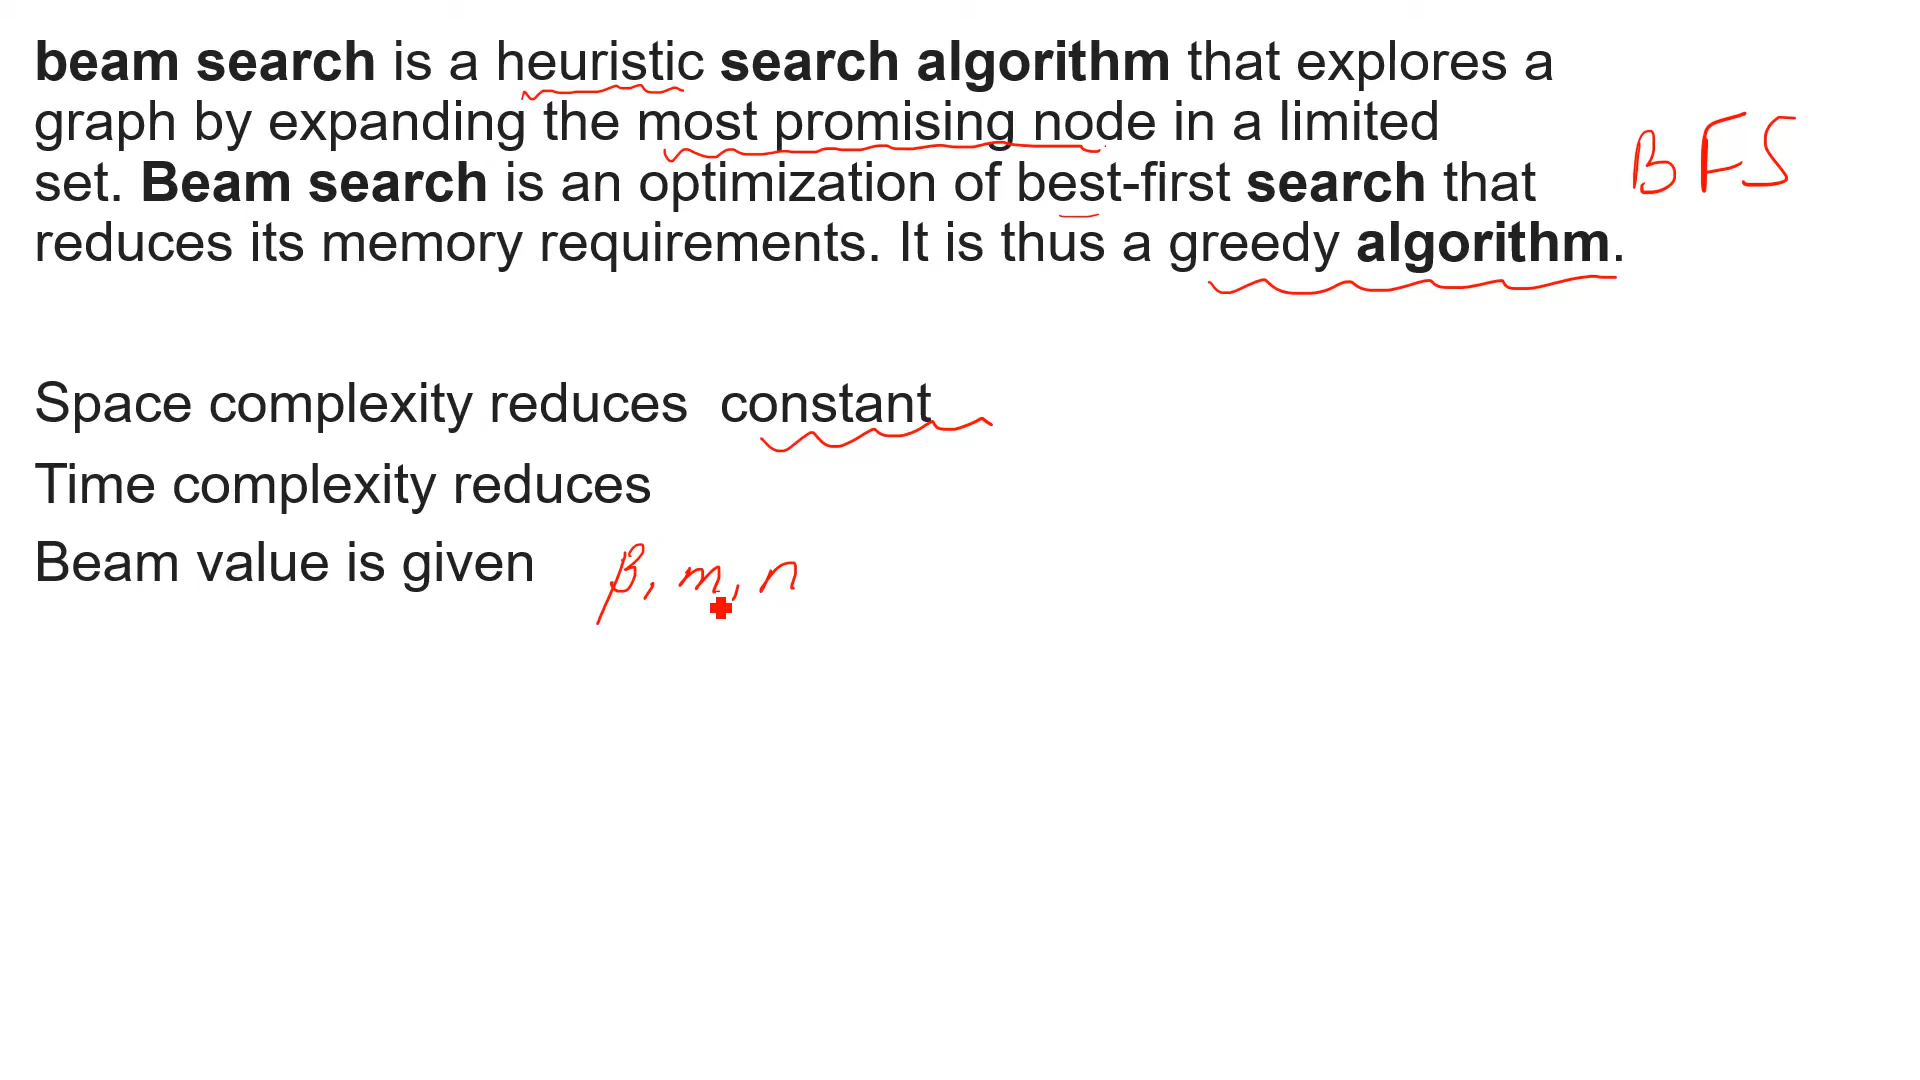 beam search is a heuristic search algorithm that explores a
graph by expanding the most promising node in a limited
set. Beam search is an optimization of best-first search that
BFS
reduces its memory requirements. It is thus a greedy algorithm.
Space complexity reduces constant
Time complexity reduces
Beam value is given β, m, n